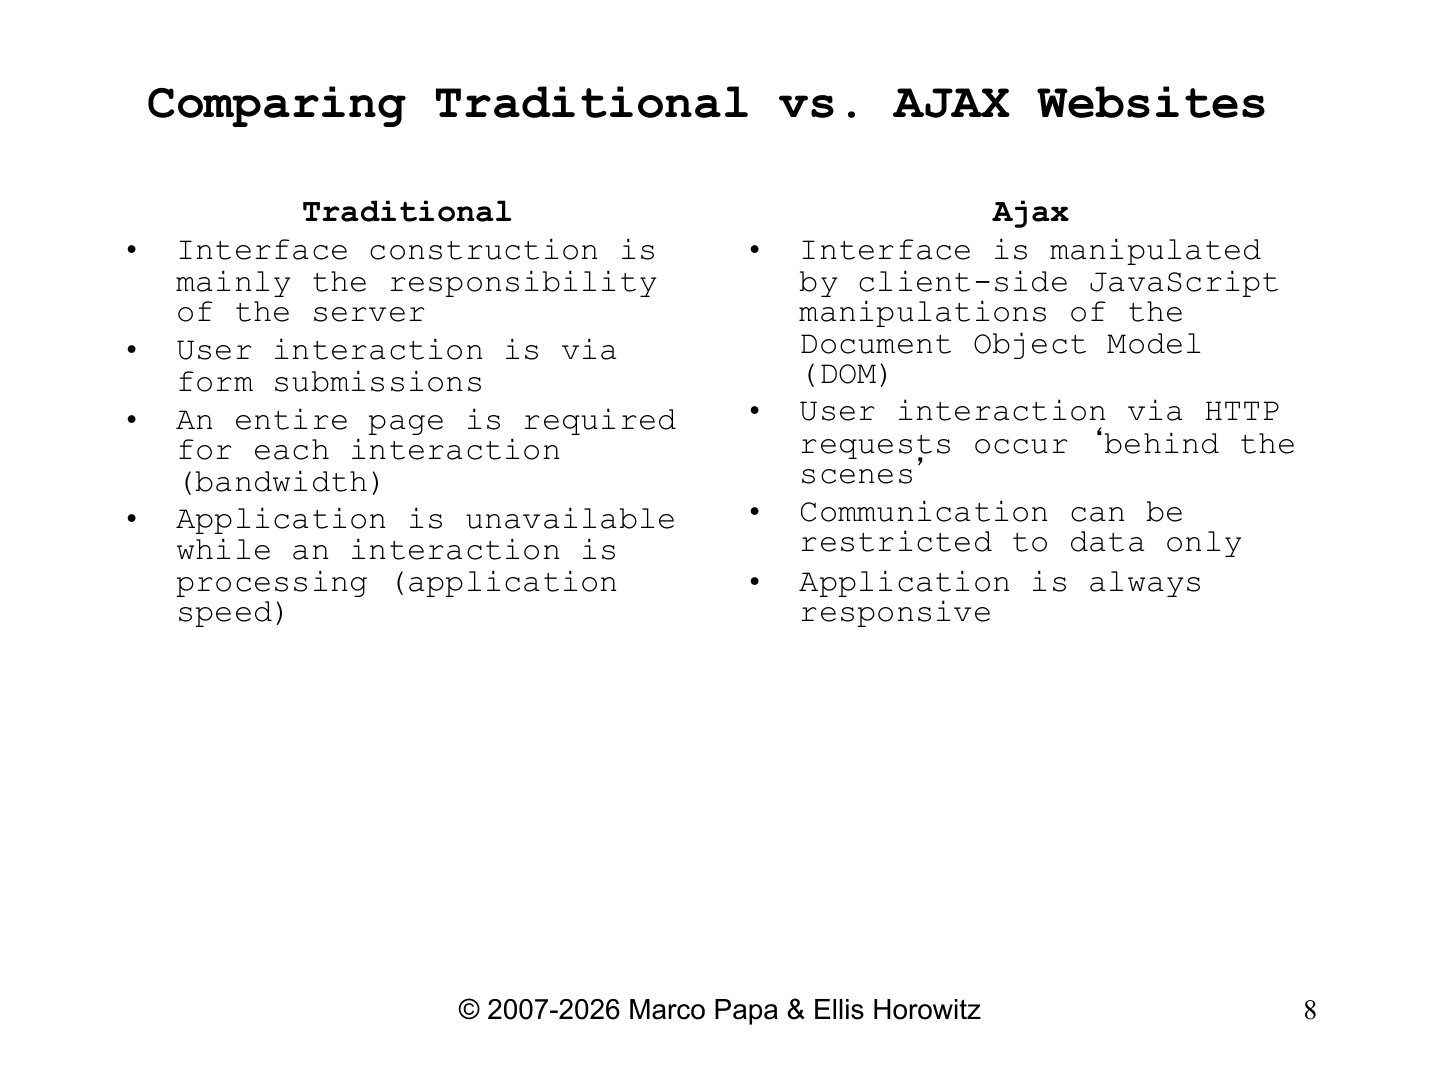 Comparing Traditional vs. AJAX Websites
Traditional
• Interface construction is
mainly the responsibility
of the server
• User interaction is via
form submissions
• An entire page is required
for each interaction
(bandwidth)
• Application is unavailable
while an interaction is
processing (application
speed)
Ajax
• Interface is manipulated
by client-side JavaScript
manipulations of the
Document Object Model
(DOM)
• User interaction via HTTP
requests occur ‘behind the
scenes’
• Communication can be
restricted to data only
• Application is always
responsive
© 2007-2026 Marco Papa & Ellis Horowitz
8